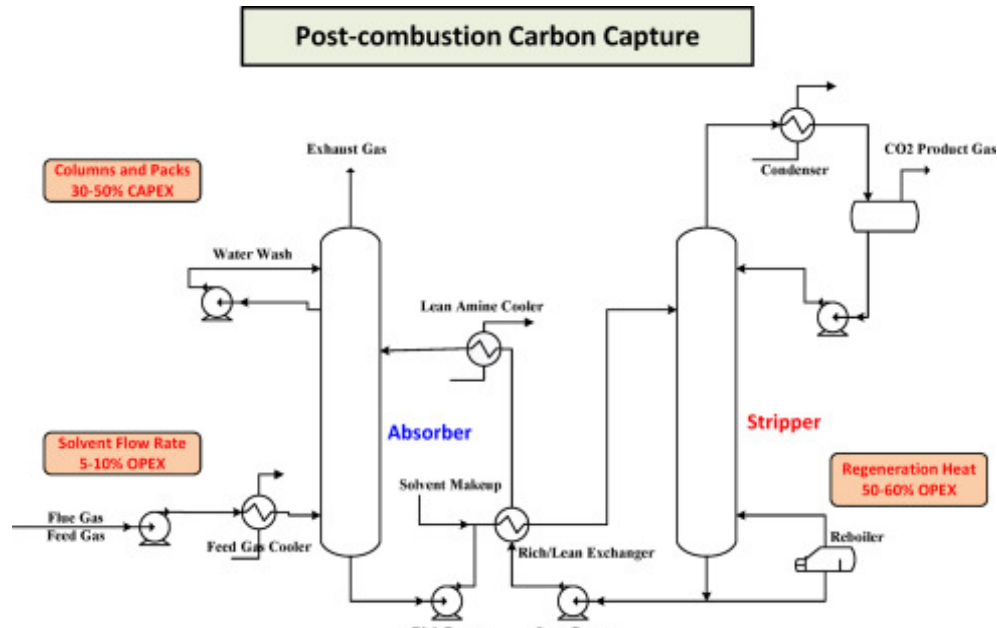 Post-combustion Carbon Capture
Exhaust Gas
Columns and Packs
30-50% CAPEX
CO2 Product Gas
Condenser
Water Wash
Lean Amine Cooler
Absorber
Stripper
Solvent Flow Rate
5-10% OPEX
Regeneration Heat
50-60% OPEX
Solvent Makeup
Flue Gas
Feed Gas
Feed Gas Cooler
Rich/Lean Exchanger
Reboiler